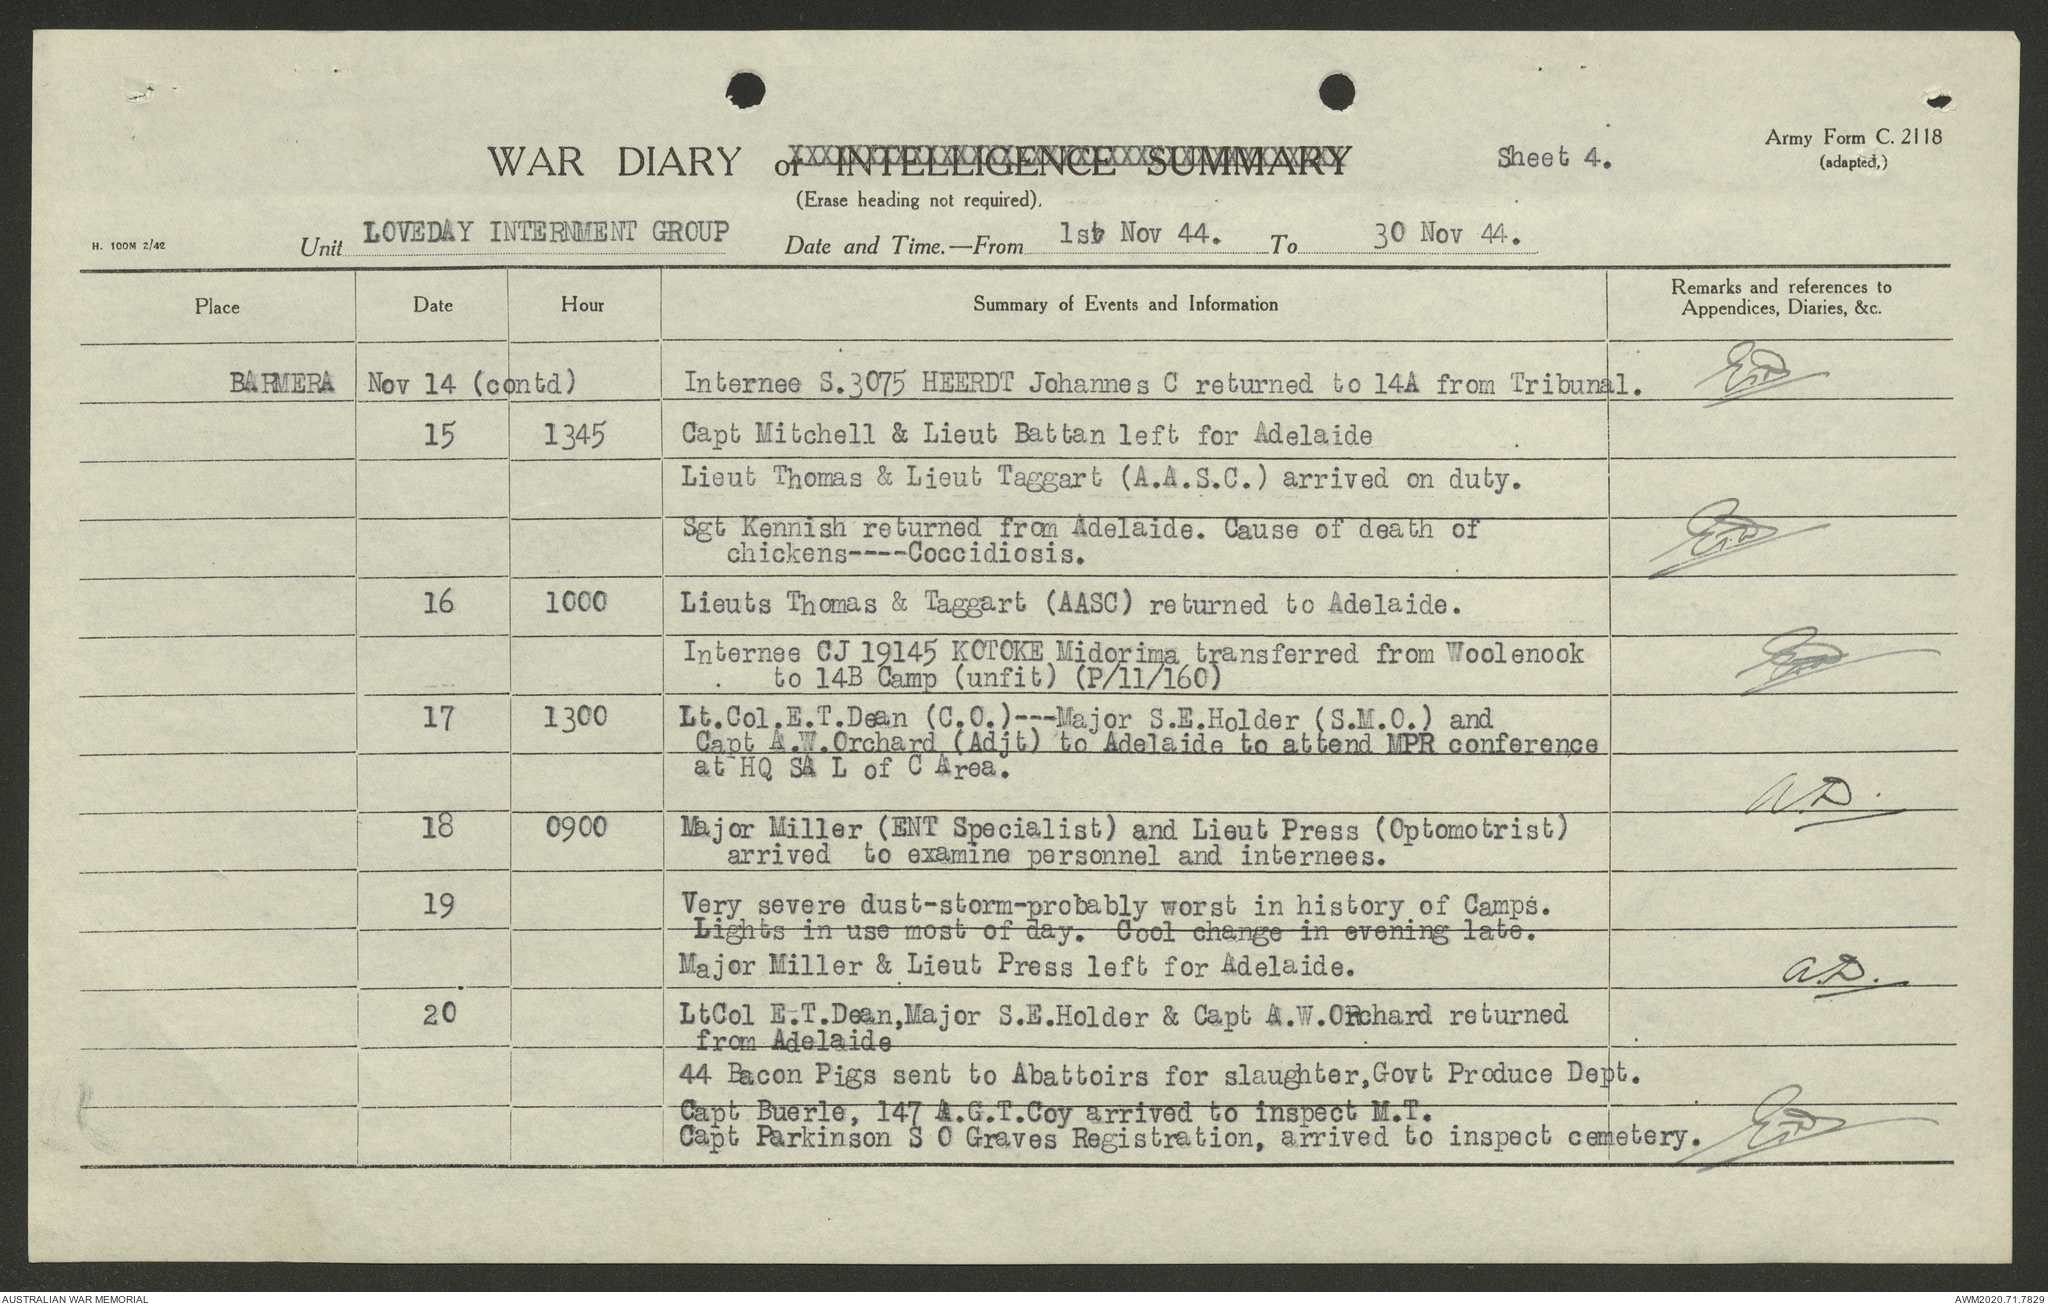 Army Form C. 2118
(adapted,)
WAR DIARY or INTELLIGENCE SUMMARY
Sheet 4.
(Erase heading not required).
H. 100M 2/42
Unit LOVEDAY INTERNMENT GROUP
Date and Time.—From 1st Nov 44. To 30 Nov 44.
Place Date Hour Summary of Events and Information Remarks and references to
Appendices, Diaries, &c.
BARMERA Nov 14 (contd) Internee S.3075 HEERDT Johannes C returned to 14A from Tribunal.
15 1345 Capt Mitchell & Lieut Battan left for Adelaide
Lieut Thomas & Lieut Taggart (A.A.S.C.) arrived on duty.
Sgt Kennish returned from Adelaide. Cause of death of
chickens----Coccidiosis.
16 1000 Lieuts Thomas & Taggart (AASC) returned to Adelaide.
Internee CJ 19145 KOTOKE Midorima transferred from Woolenook
to 14B Camp (unfit) (P/11/160)
17 1300 Lt.Col.E.T.Dean (C.O.)---Major S.E.Holder (S.M.O.) and
Capt A.W.Orchard (Adjt) to Adelaide to attend MPR conference
at HQ SA L of C Area.
18 0900 Major Miller (ENT Specialist) and Lieut Press (Optomotrist)
arrived to examine personnel and internees.
19 Very severe dust-storm-probably worst in history of Camps.
Lights in use most of day. Cool change in evening late.
Major Miller & Lieut Press left for Adelaide.
20 LtCol E.T.Dean,Major S.E.Holder & Capt A.W.ORchard returned
from Adelaide
44 Bacon Pigs sent to Abattoirs for slaughter,Govt Produce Dept.
Capt Buerle, 147 A.G.T.Coy arrived to inspect M.T.
Capt Parkinson S O Graves Registration, arrived to inspect cemetery.
AUSTRALIAN WAR MEMORIAL
AWM2020.71.7829